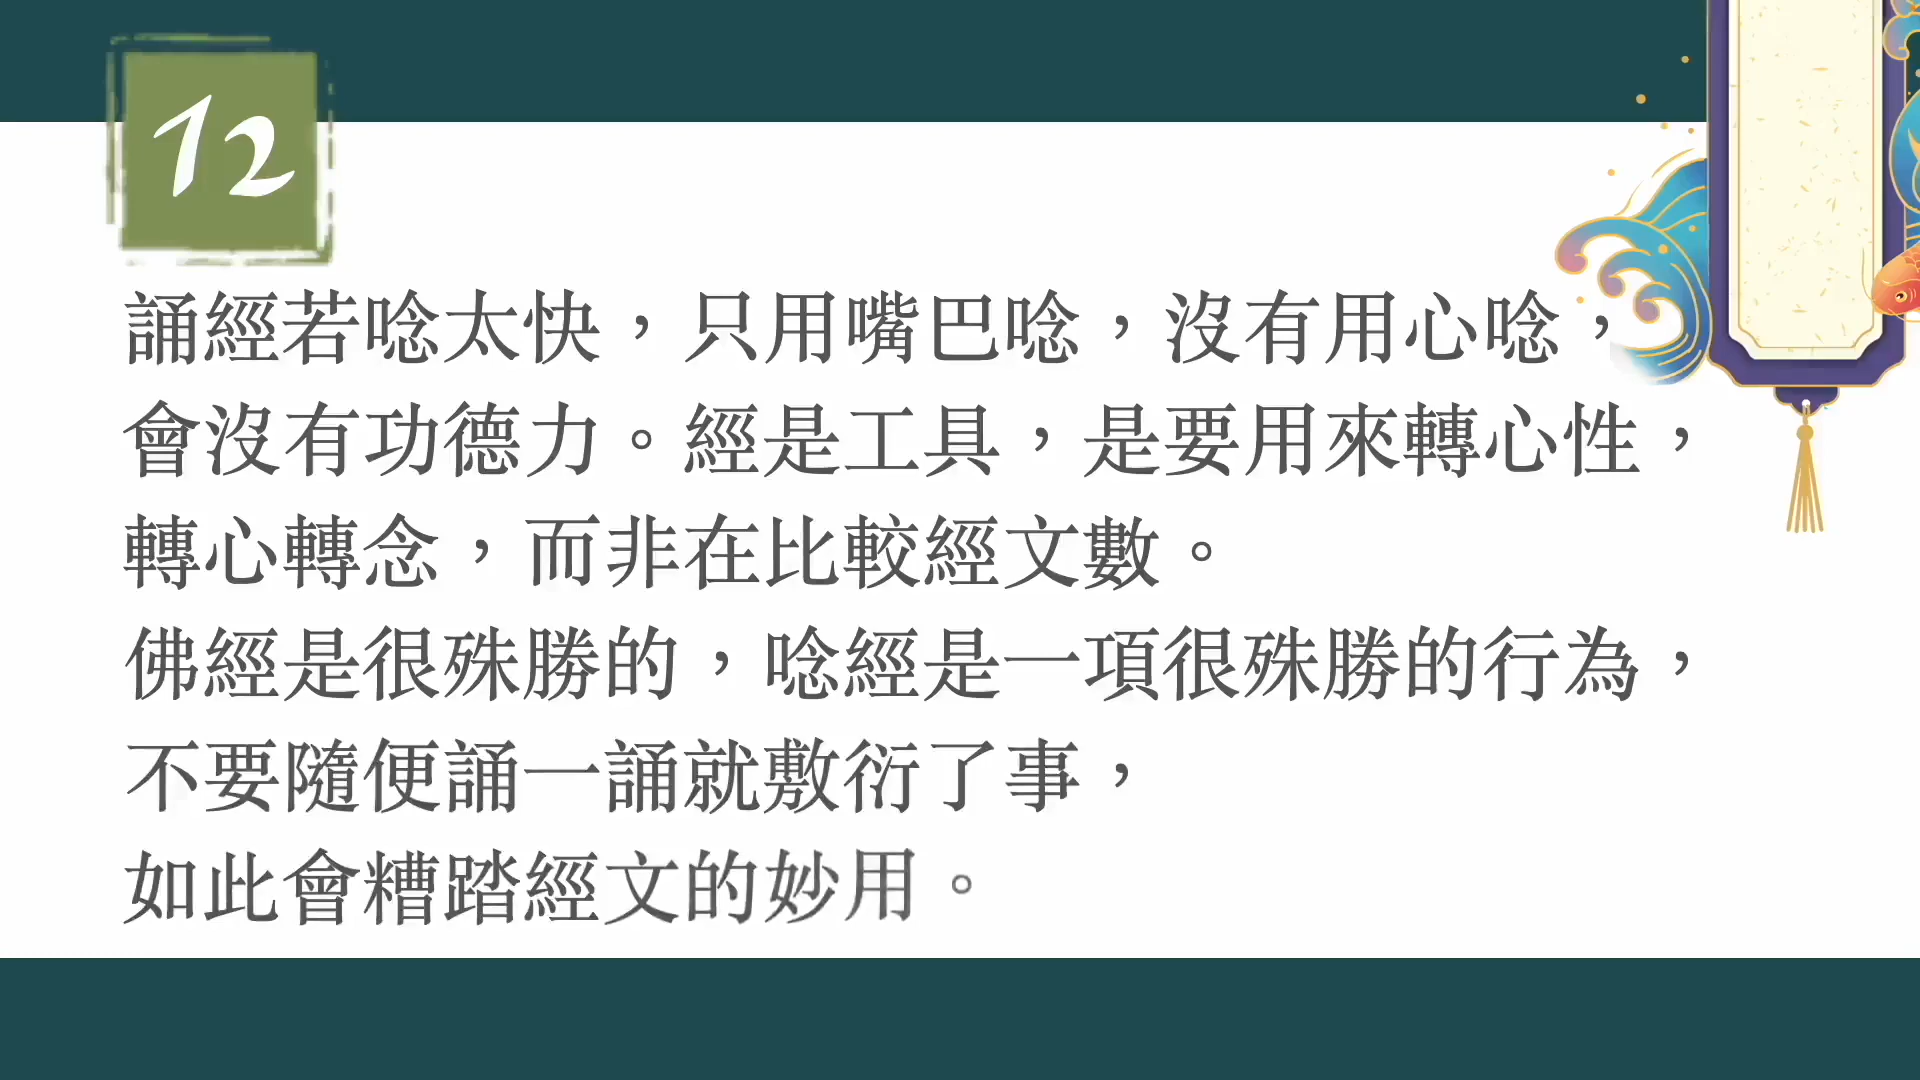 12
誦經若唸太快，只用嘴巴唸，沒有用心唸，
會沒有功德力。經是工具，是要用來轉心性，
轉心轉念，而非在比較經文數。
佛經是很殊勝的，唸經是一項很殊勝的行為，
不要隨便誦一誦就敷衍了事，
如此會糟踏經文的妙用。